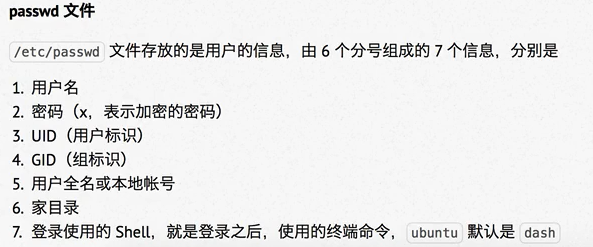 passwd 文件
/etc/passwd 文件存放的是用户的信息，由 6 个分号组成的 7 个信息，分别是
1. 用户名
2. 密码（x，表示加密的密码）
3. UID（用户标识）
4. GID（组标识）
5. 用户全名或本地帐号
6. 家目录
7. 登录使用的 Shell，就是登录之后，使用的终端命令，ubuntu 默认是 dash